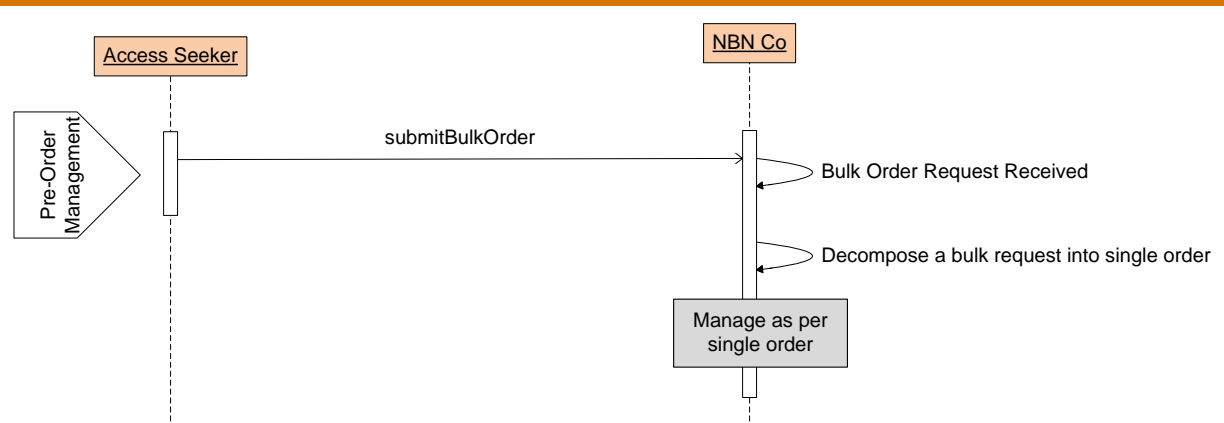 Access Seeker
NBN Co
Pre-Order
Management
submitBulkOrder
Bulk Order Request Received
Decompose a bulk request into single order
Manage as per
single order